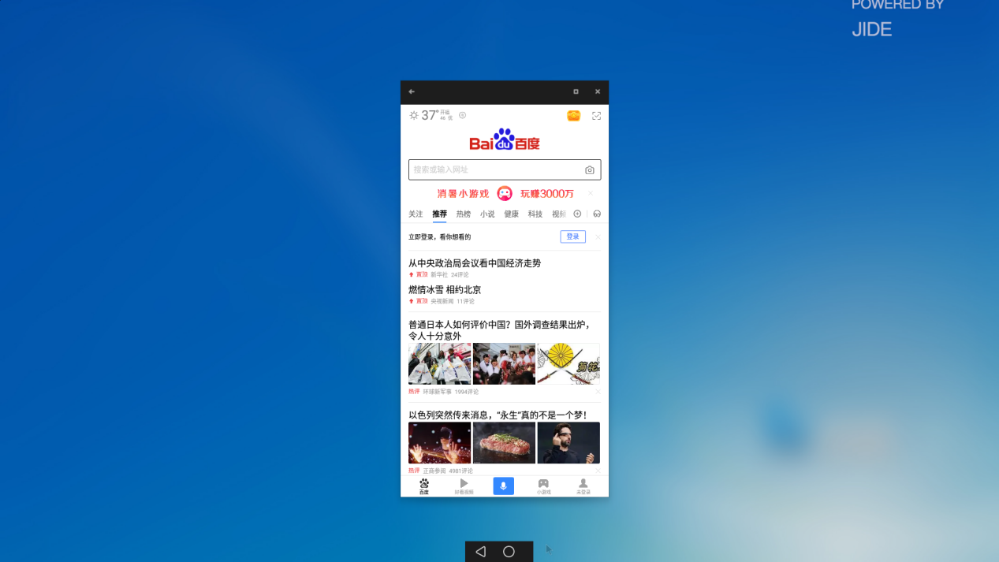 POWERED BY
JIDE
37°
46 优
Baidu百度
搜索或输入网址
消暑小游戏 玩赚3000万
关注 推荐 热榜 小说 健康 科技 视频
立即登录，看你想看的 登录
从中央政治局会议看中国经济走势
置顶 新华社 24评论
燃情冰雪 相约北京
置顶 央视新闻 11评论
普通日本人如何评价中国？国外调查结果出炉，
令人十分意外
菊花
热评 环球新军事 1994评论
以色列突然传来消息，“永生”真的不是一个梦！
热评 正商参阅 4981评论
百度 好看视频 小游戏 未登录